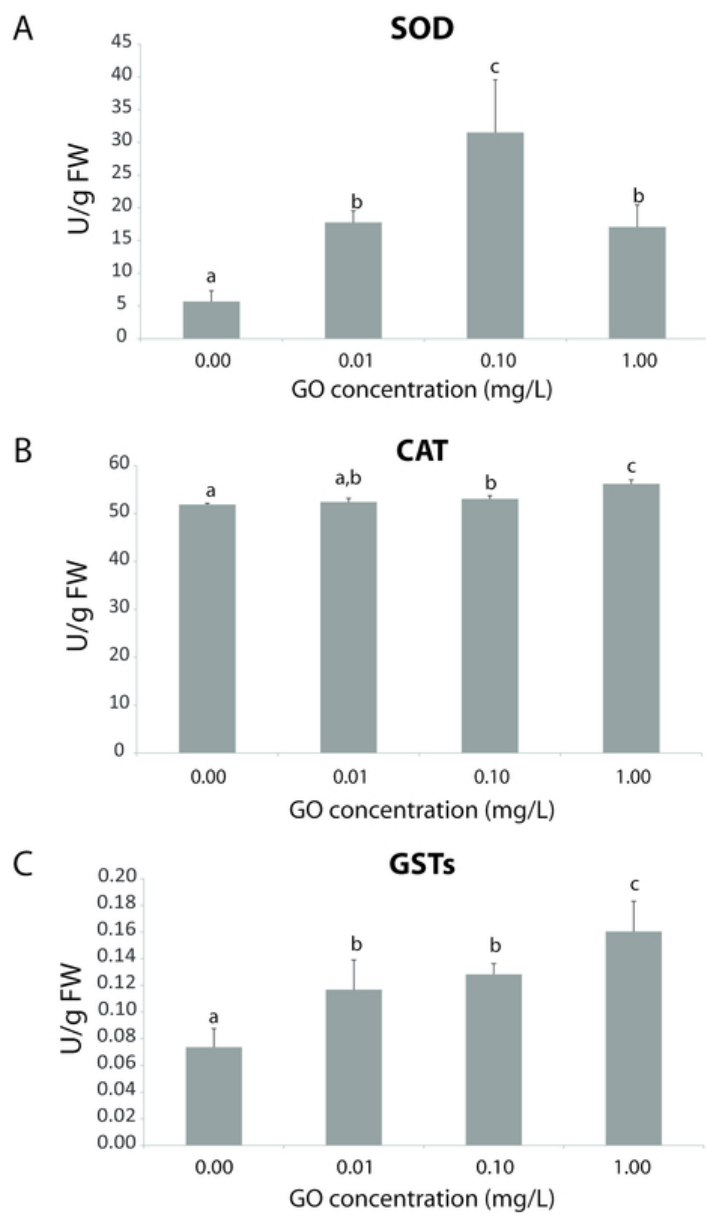 A
SOD
45
40
35
30
25
20
15
10
5
0
U/g FW
a
b
c
b
0.00 0.01 0.10 1.00
GO concentration (mg/L)
B
CAT
60
50
40
30
20
10
0
U/g FW
a
a,b
b
c
0.00 0.01 0.10 1.00
GO concentration (mg/L)
C
GSTs
0.20
0.18
0.16
0.14
0.12
0.10
0.08
0.06
0.04
0.02
0.00
U/g FW
a
b
b
c
0.00 0.01 0.10 1.00
GO concentration (mg/L)